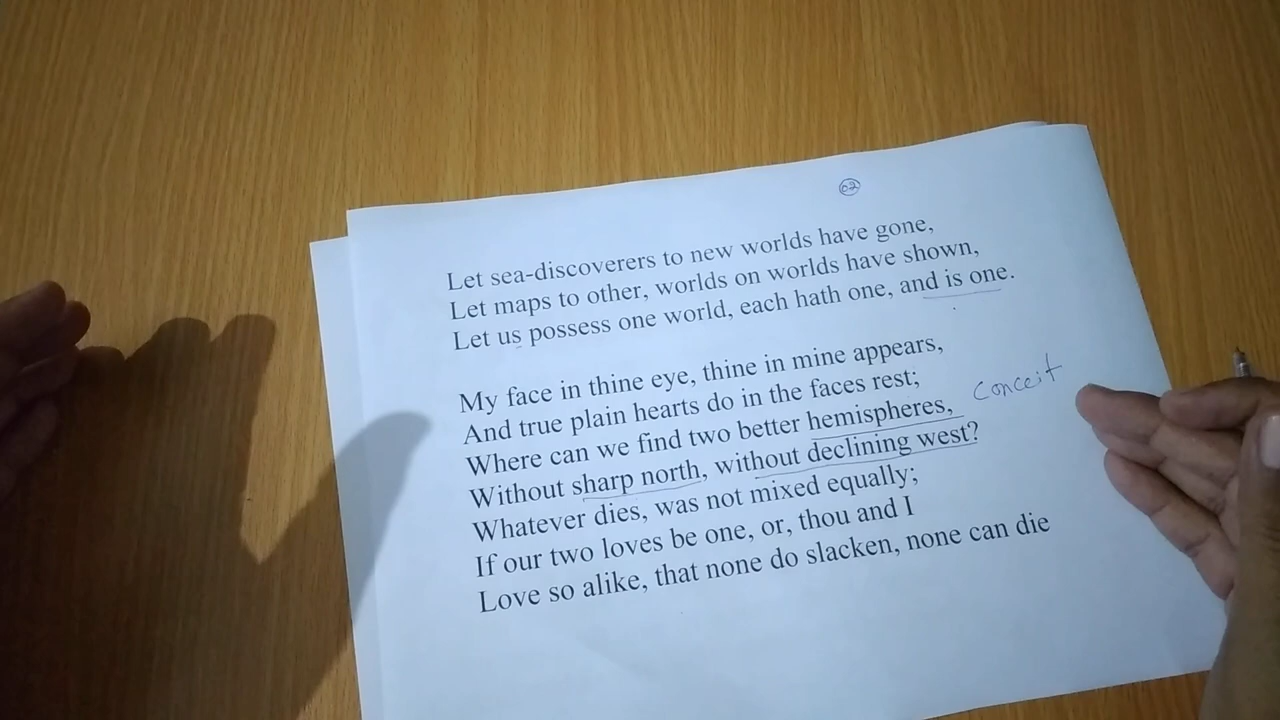 02
Let sea-discoverers to new worlds have gone,
Let maps to other, worlds on worlds have shown,
Let us possess one world, each hath one, and is one.
My face in thine eye, thine in mine appears,
And true plain hearts do in the faces rest;
Where can we find two better hemispheres, conceit
Without sharp north, without declining west?
Whatever dies, was not mixed equally;
If our two loves be one, or, thou and I
Love so alike, that none do slacken, none can die